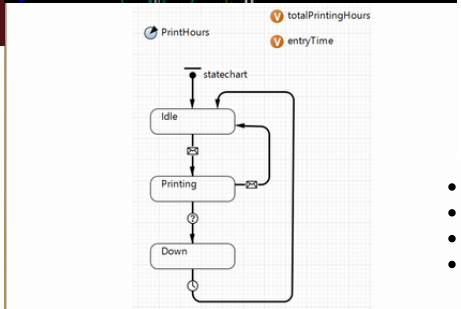 totalPrintingHours
PrintHours
entryTime
statechart
Idle
Printing
Down